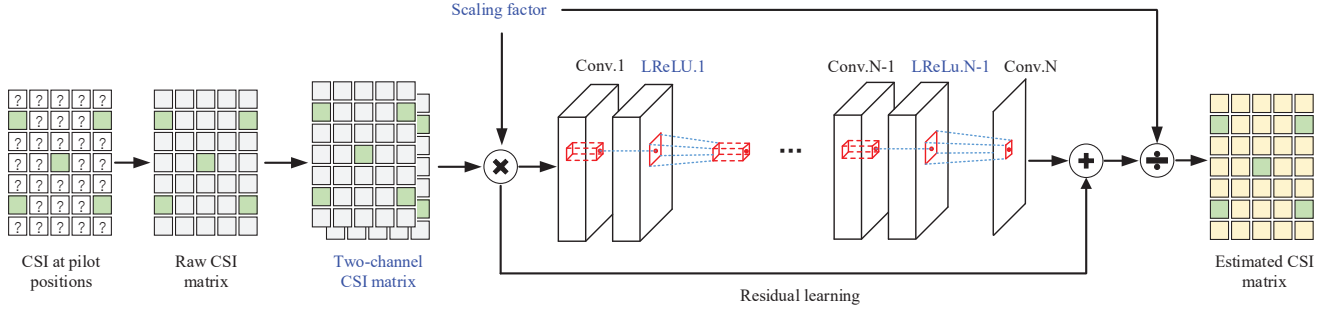 Scaling factor
Conv.1
LReLU.1
Conv.N-1
LReLu.N-1
Conv.N
? ? ? ? ?
? ? ?
? ? ? ? ?
? ? ? ?
? ? ? ? ?
? ? ?
? ? ? ? ?
...
CSI at pilot
positions
Raw CSI
matrix
Two-channel
CSI matrix
Residual learning
Estimated CSI
matrix